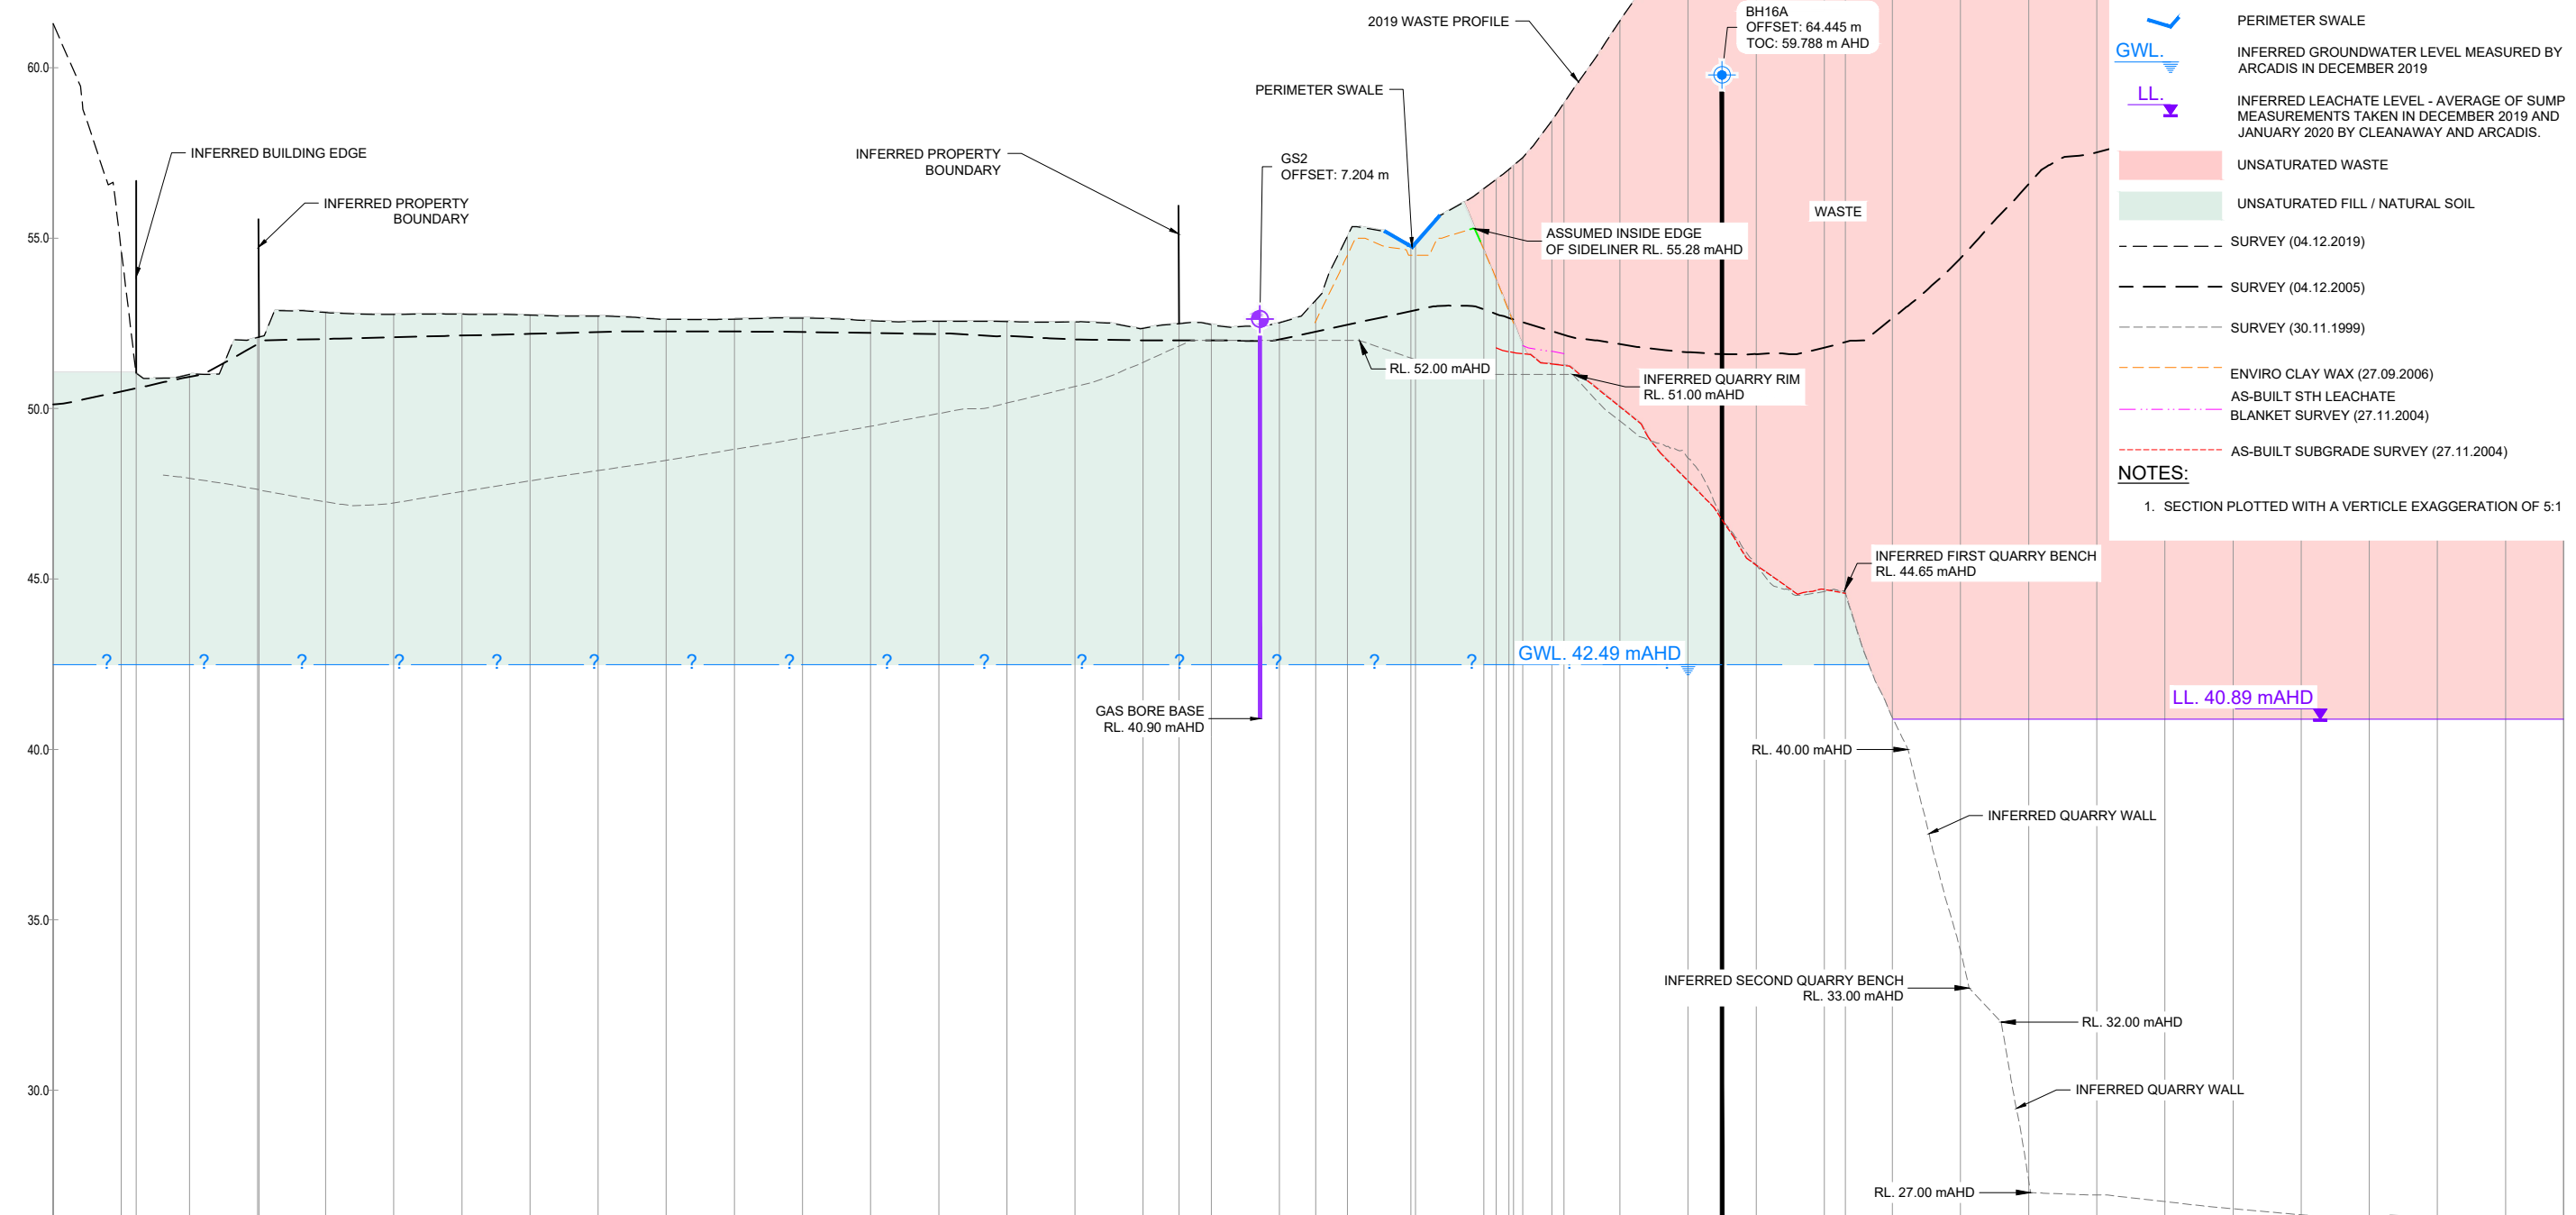 60.0
55.0
50.0
45.0
40.0
35.0
30.0
INFERRED BUILDING EDGE
INFERRED PROPERTY
BOUNDARY
INFERRED PROPERTY
BOUNDARY
GS2
OFFSET: 7.204 m
PERIMETER SWALE
2019 WASTE PROFILE
BH16A
OFFSET: 64.445 m
TOC: 59.788 m AHD
WASTE
ASSUMED INSIDE EDGE
OF SIDELINER RL. 55.28 mAHD
RL. 52.00 mAHD
INFERRED QUARRY RIM
RL. 51.00 mAHD
INFERRED FIRST QUARRY BENCH
RL. 44.65 mAHD
? ? ? ? ? ? ? ? ? ? ? ? ? ? ?
GWL. 42.49 mAHD
LL. 40.89 mAHD
GAS BORE BASE
RL. 40.90 mAHD
RL. 40.00 mAHD
INFERRED QUARRY WALL
INFERRED SECOND QUARRY BENCH
RL. 33.00 mAHD
RL. 32.00 mAHD
INFERRED QUARRY WALL
RL. 27.00 mAHD
PERIMETER SWALE
GWL.
INFERRED GROUNDWATER LEVEL MEASURED BY
ARCADIS IN DECEMBER 2019
LL.
INFERRED LEACHATE LEVEL - AVERAGE OF SUMP
MEASUREMENTS TAKEN IN DECEMBER 2019 AND
JANUARY 2020 BY CLEANAWAY AND ARCADIS.
UNSATURATED WASTE
UNSATURATED FILL / NATURAL SOIL
SURVEY (04.12.2019)
SURVEY (04.12.2005)
SURVEY (30.11.1999)
ENVIRO CLAY WAX (27.09.2006)
AS-BUILT STH LEACHATE
BLANKET SURVEY (27.11.2004)
AS-BUILT SUBGRADE SURVEY (27.11.2004)
NOTES:
1. SECTION PLOTTED WITH A VERTICLE EXAGGERATION OF 5:1